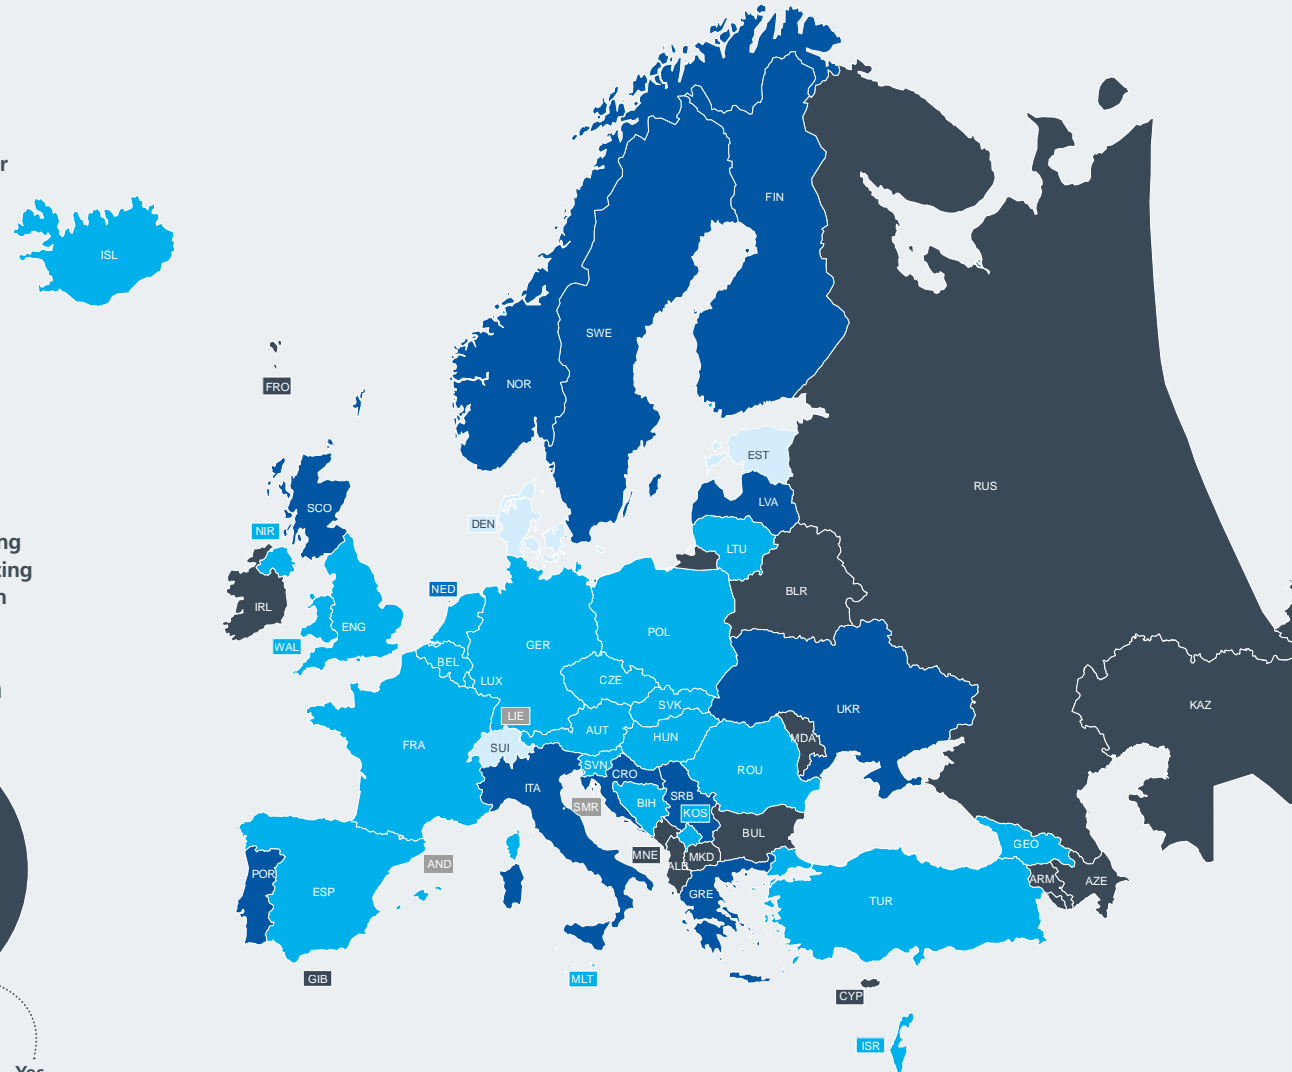 r
FIN
ISL
SWE
FRO
NOR
EST
RUS
LVA
SCO
DEN
NIR
ng
LTU
ing
NED
BLR
n
IRL
ENG
POL
WAL
GER
BEL
LUX
CZE
SVK
KAZ
UKR
LIE
AUT
HUN
MDA
FRA
SUI
SVN
CRO
ROU
ITA
SRB
BIH
SMR
KOS
BUL
GEO
MNE
MKD
AND
ALB
POR
ARM
AZE
ESP
GRE
TUR
GIB
MLT
CYP
ISR